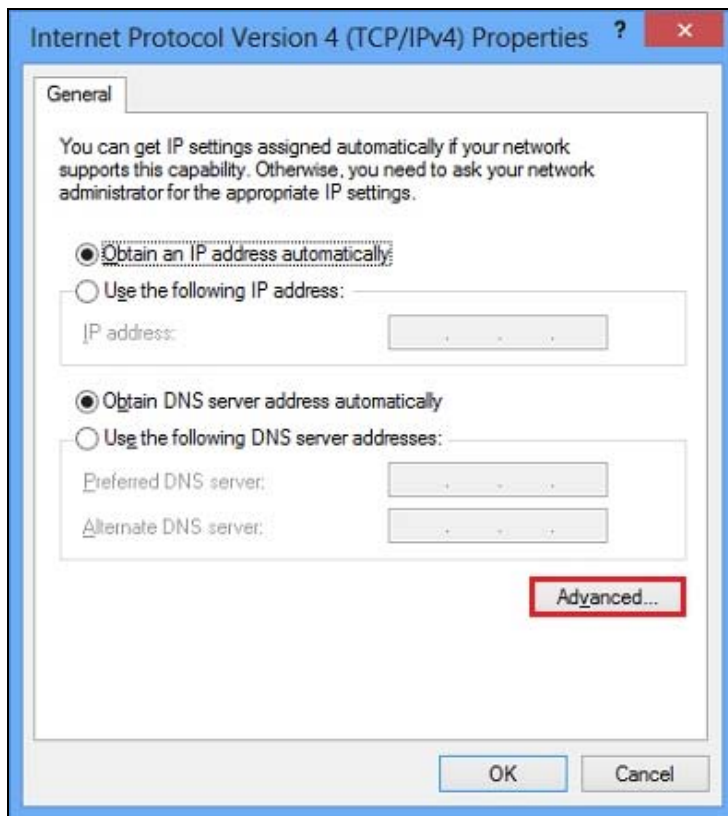 Internet Protocol Version 4 (TCP/IPv4) Properties ? ×
General
You can get IP settings assigned automatically if your network
supports this capability. Otherwise, you need to ask your network
administrator for the appropriate IP settings.
Obtain an IP address automatically
Use the following IP address:
IP address: . . .
Obtain DNS server address automatically
Use the following DNS server addresses:
Preferred DNS server: . . .
Alternate DNS server: . . .
Advanced...
OK Cancel